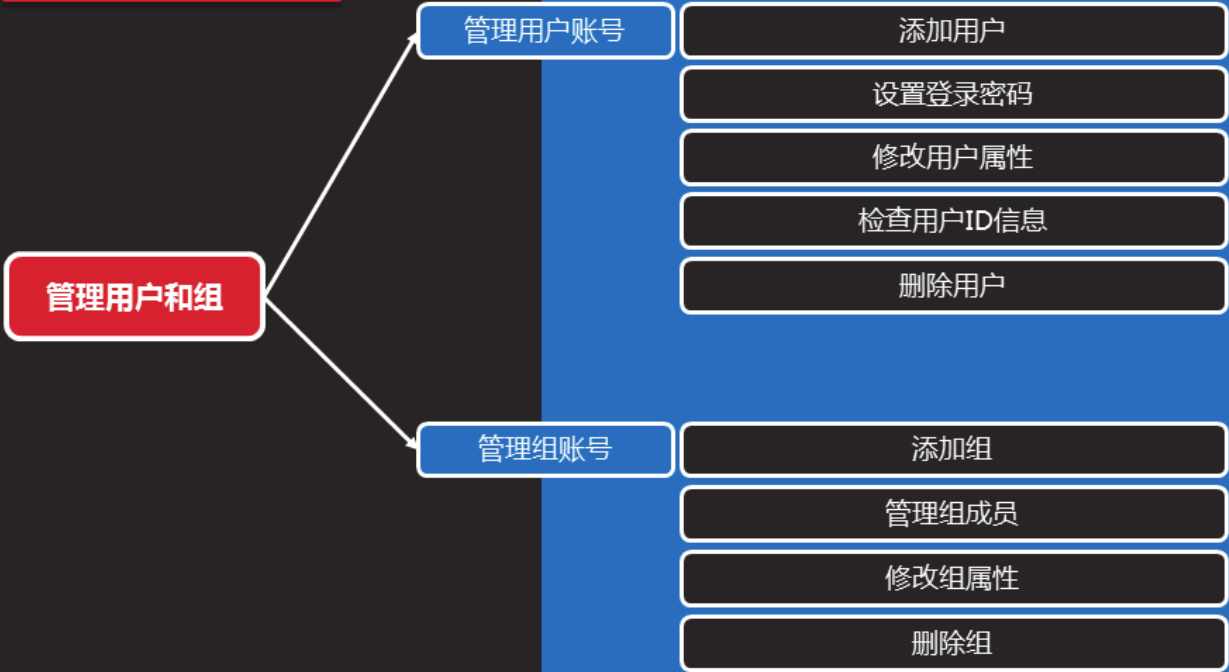 管理用户和组
管理用户账号
添加用户
设置登录密码
修改用户属性
检查用户ID信息
删除用户
管理组账号
添加组
管理组成员
修改组属性
删除组